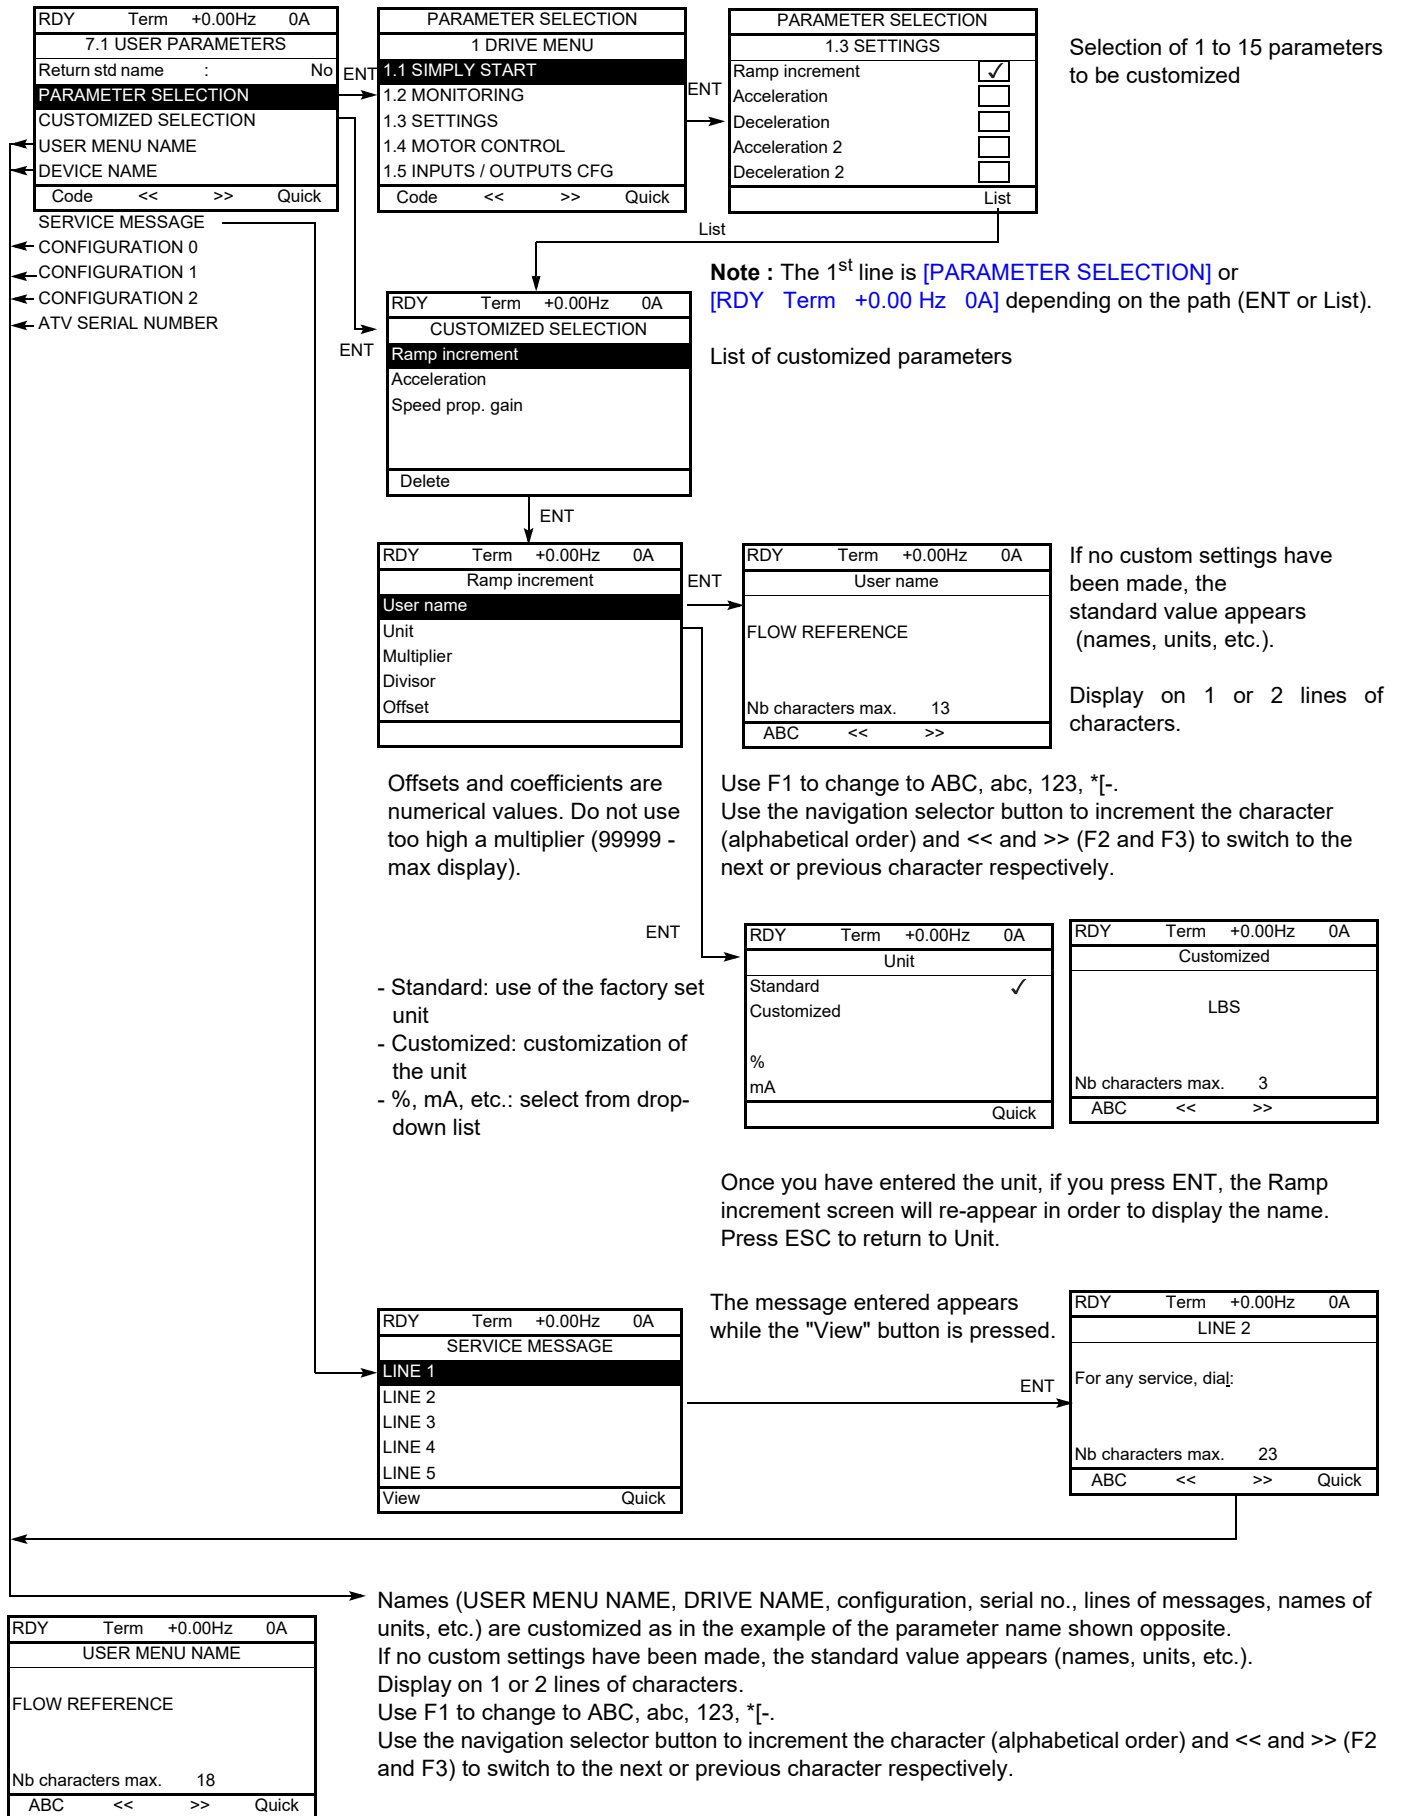 RDY Term +0.00Hz 0A
7.1 USER PARAMETERS
Return std name : No
PARAMETER SELECTION
CUSTOMIZED SELECTION
USER MENU NAME
DEVICE NAME
Code << >> Quick
SERVICE MESSAGE
CONFIGURATION 0
CONFIGURATION 1
CONFIGURATION 2
ATV SERIAL NUMBER
ENT
PARAMETER SELECTION
1 DRIVE MENU
1.1 SIMPLY START
1.2 MONITORING
1.3 SETTINGS
1.4 MOTOR CONTROL
1.5 INPUTS / OUTPUTS CFG
Code << >> Quick
ENT
PARAMETER SELECTION
1.3 SETTINGS
Ramp increment ✓
Acceleration
Deceleration
Acceleration 2
Deceleration 2
List
Selection of 1 to 15 parameters
to be customized
List
Note : The 1st line is [PARAMETER SELECTION] or
[RDY Term +0.00 Hz 0A] depending on the path (ENT or List).
ENT
RDY Term +0.00Hz 0A
CUSTOMIZED SELECTION
Ramp increment
Acceleration
Speed prop. gain
Delete
List of customized parameters
ENT
RDY Term +0.00Hz 0A
Ramp increment
User name
Unit
Multiplier
Divisor
Offset
ENT
RDY Term +0.00Hz 0A
User name
FLOW REFERENCE
Nb characters max. 13
ABC << >>
If no custom settings have
been made, the
standard value appears
(names, units, etc.).
Display on 1 or 2 lines of
characters.
Offsets and coefficients are
numerical values. Do not use
too high a multiplier (99999 -
max display).
Use F1 to change to ABC, abc, 123, *[-.
Use the navigation selector button to increment the character
(alphabetical order) and << and >> (F2 and F3) to switch to the
next or previous character respectively.
ENT
- Standard: use of the factory set
unit
- Customized: customization of
the unit
- %, mA, etc.: select from drop-
down list
RDY Term +0.00Hz 0A
Unit
Standard ✓
Customized
%
mA
Quick
RDY Term +0.00Hz 0A
Customized
LBS
Nb characters max. 3
ABC << >>
Once you have entered the unit, if you press ENT, the Ramp
increment screen will re-appear in order to display the name.
Press ESC to return to Unit.
RDY Term +0.00Hz 0A
SERVICE MESSAGE
LINE 1
LINE 2
LINE 3
LINE 4
LINE 5
View Quick
The message entered appears
while the "View" button is pressed.
ENT
RDY Term +0.00Hz 0A
LINE 2
For any service, dial:
Nb characters max. 23
ABC << >> Quick
RDY Term +0.00Hz 0A
USER MENU NAME
FLOW REFERENCE
Nb characters max. 18
ABC << >> Quick
Names (USER MENU NAME, DRIVE NAME, configuration, serial no., lines of messages, names of
units, etc.) are customized as in the example of the parameter name shown opposite.
If no custom settings have been made, the standard value appears (names, units, etc.).
Display on 1 or 2 lines of characters.
Use F1 to change to ABC, abc, 123, *[-.
Use the navigation selector button to increment the character (alphabetical order) and << and >> (F2
and F3) to switch to the next or previous character respectively.